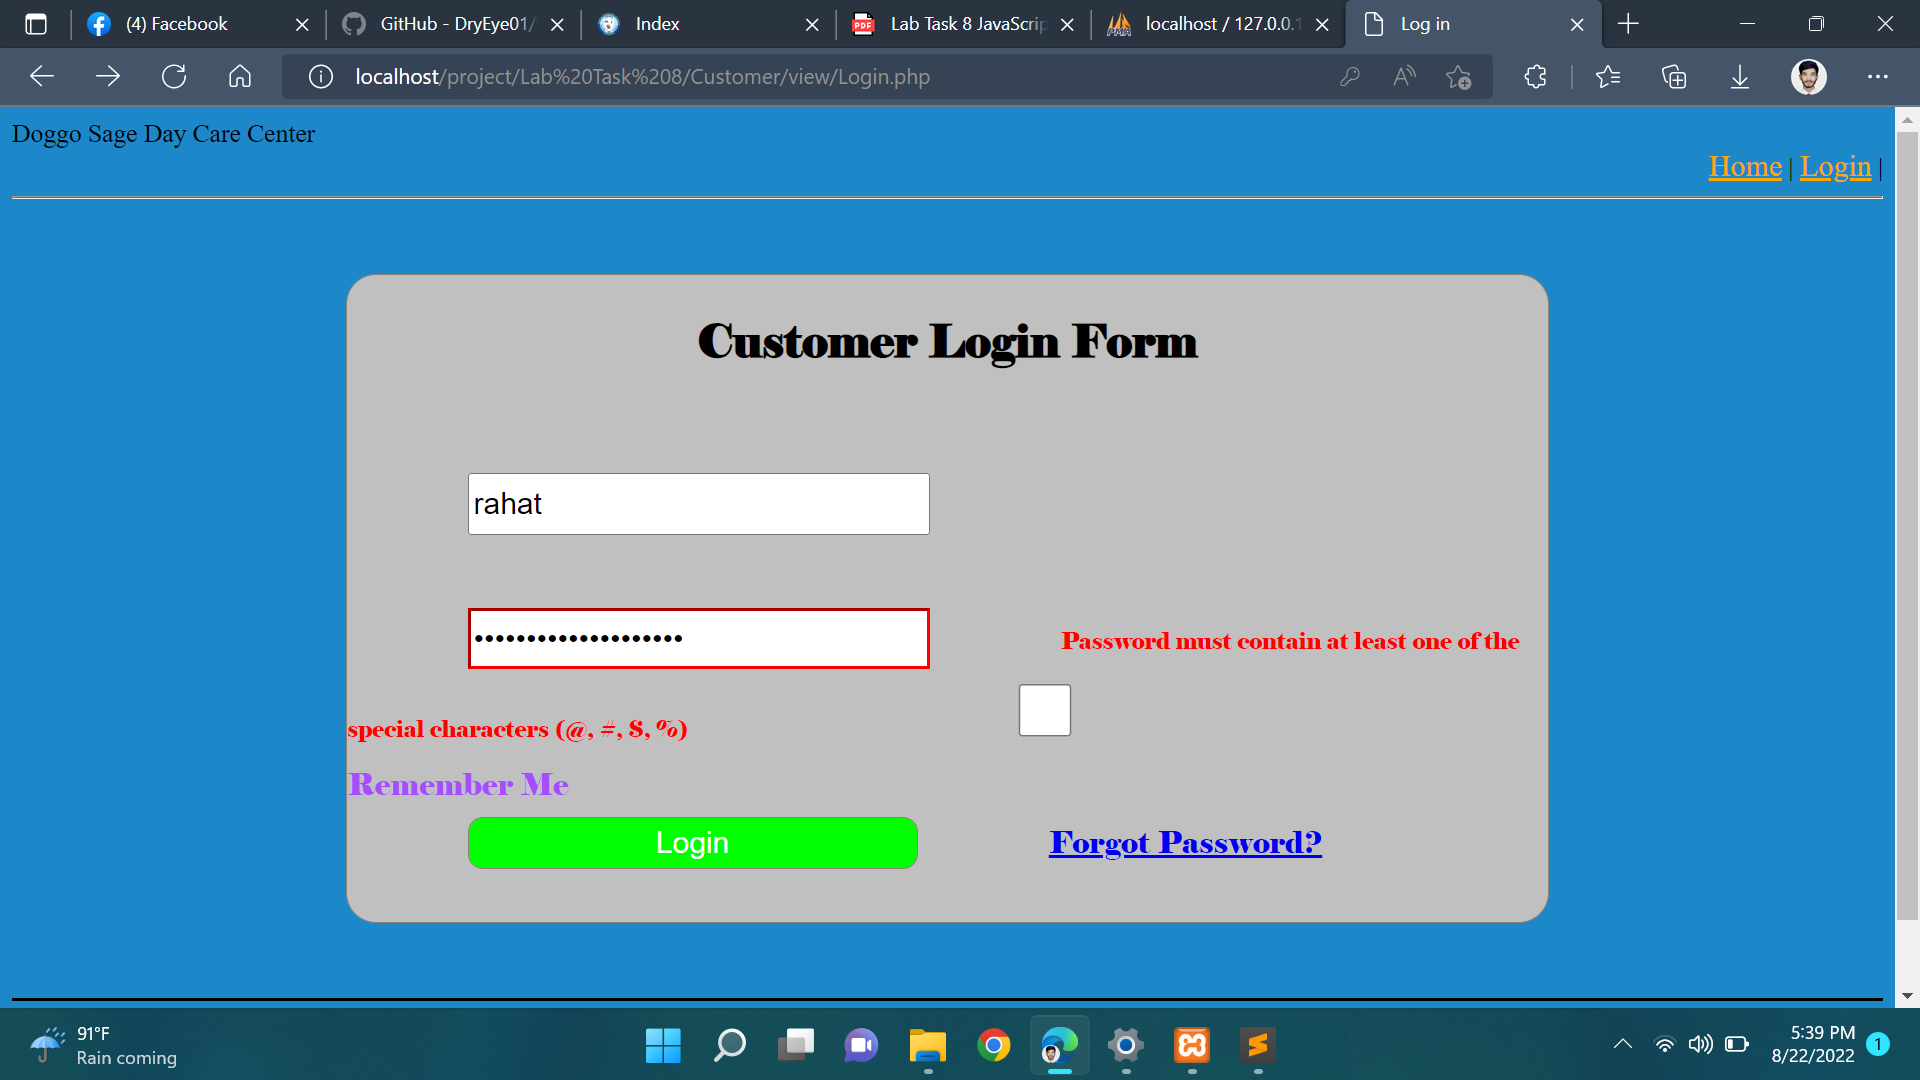 (4) Facebook
GitHub - DryEye01/
Index
Lab Task 8 JavaScrip
localhost / 127.0.0.1
Log in
localhost/project/Lab%20Task%208/Customer/view/Login.php
Doggo Sage Day Care Center
Home | Login |
Customer Login Form
rahat
Password must contain at least one of the
special characters (@, #, $, %)
Remember Me
Login
Forgot Password?
91°F
Rain coming
5:39 PM
8/22/2022
1